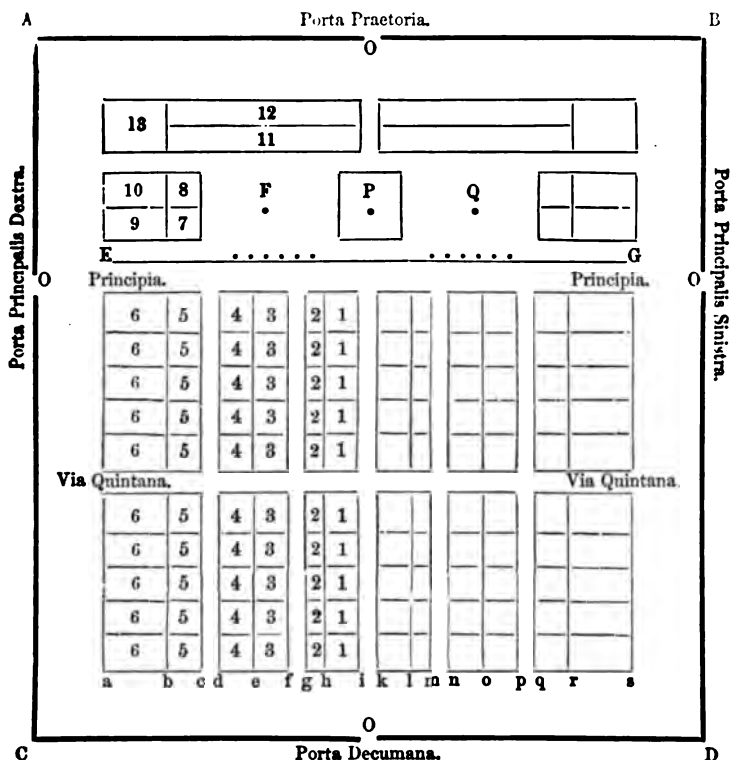 A Porta Praetoria. B
O
13 12
11
10 8 F P Q
9 7
E G
Porta Principalis Dextra.
Porta Principalis Sinistra.
O Principia. Principia. O
6 5 4 3 2 1
6 5 4 3 2 1
6 5 4 3 2 1
6 5 4 3 2 1
6 5 4 3 2 1
Via Quintana. Via Quintana
6 5 4 3 2 1
6 5 4 3 2 1
6 5 4 3 2 1
6 5 4 3 2 1
6 5 4 3 2 1
a b c d e f g h i k l m n o p q r s
O
C Porta Decumana. D